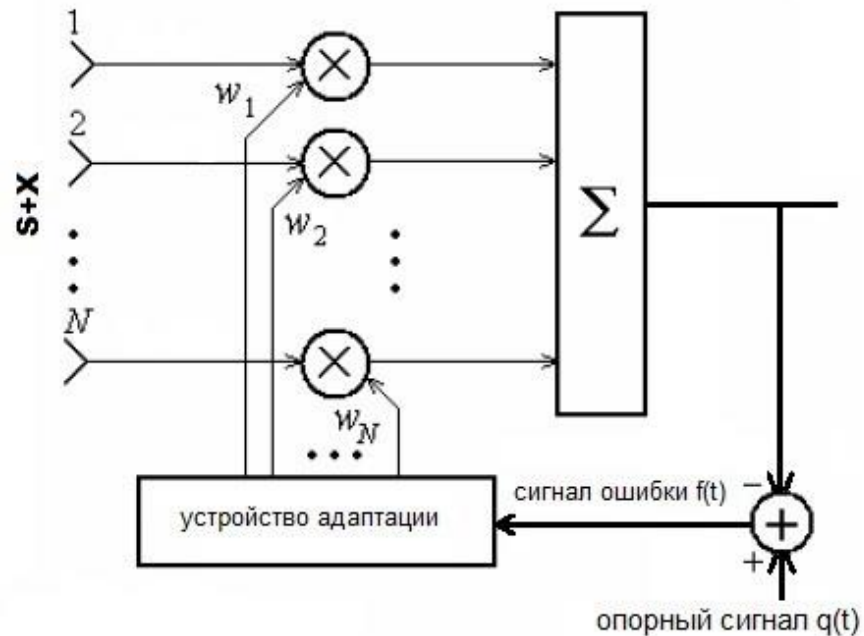 1
w1
2
S+X
w2
Σ
N
wN
сигнал ошибки f(t)
устройство адаптации
опорный сигнал q(t)